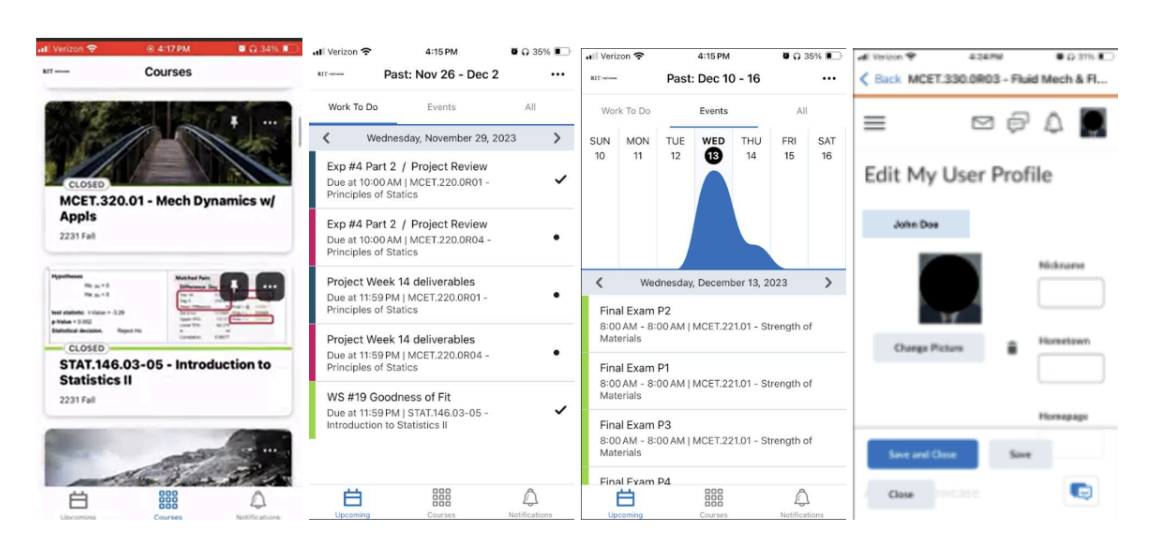 Verizon 4:17 PM 34%
RIT
Courses
CLOSED
MCET.320.01 - Mech Dynamics w/
Appls
2231 Fall
Hypotheses
Matched Pairs
test statistic: t-Value = -3.28
p-Value = 0.002
Statistical decision: Reject Ho
CLOSED
STAT.146.03-05 - Introduction to
Statistics II
2231 Fall
Upcoming Courses Notifications
Verizon 4:15 PM 35%
RIT
Past: Nov 26 - Dec 2
Work To Do Events All
Wednesday, November 29, 2023
Exp #4 Part 2 / Project Review
Due at 10:00 AM | MCET.220.0R01 -
Principles of Statics
Exp #4 Part 2 / Project Review
Due at 10:00 AM | MCET.220.0R04 -
Principles of Statics
Project Week 14 deliverables
Due at 11:59 PM | MCET.220.0R01 -
Principles of Statics
Project Week 14 deliverables
Due at 11:59 PM | MCET.220.0R04 -
Principles of Statics
WS #19 Goodness of Fit
Due at 11:59 PM | STAT.146.03-05 -
Introduction to Statistics II
Upcoming Courses Notifications
Verizon 4:15 PM 35%
RIT
Past: Dec 10 - 16
Work To Do Events All
SUN MON TUE WED THU FRI SAT
10 11 12 13 14 15 16
Wednesday, December 13, 2023
Final Exam P2
8:00 AM - 8:00 AM | MCET.221.01 - Strength of
Materials
Final Exam P1
8:00 AM - 8:00 AM | MCET.221.01 - Strength of
Materials
Final Exam P3
8:00 AM - 8:00 AM | MCET.221.01 - Strength of
Materials
Final Exam P4
Upcoming Courses Notifications
Verizon 4:24 PM 31%
Back MCET.330.0R03 - Fluid Mech & Fl...
Edit My User Profile
John Doe
Nickname
Change Picture
Hometown
Homepage
Save and Close Save
Close